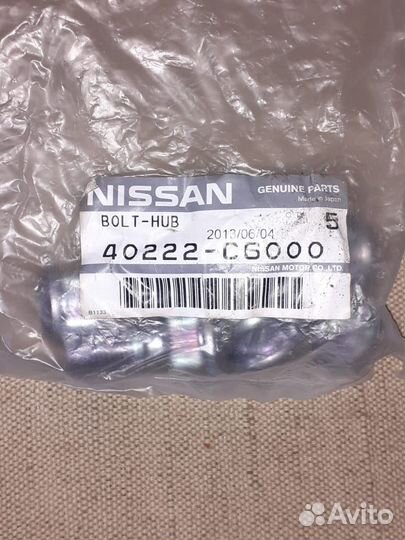 NISSAN
GENUINE PARTS
Made in Japan
BOLT-HUB
5
2013/06/04
40222-C6000
NISSAN MOTOR CO.,LTD.
B1133
Avito